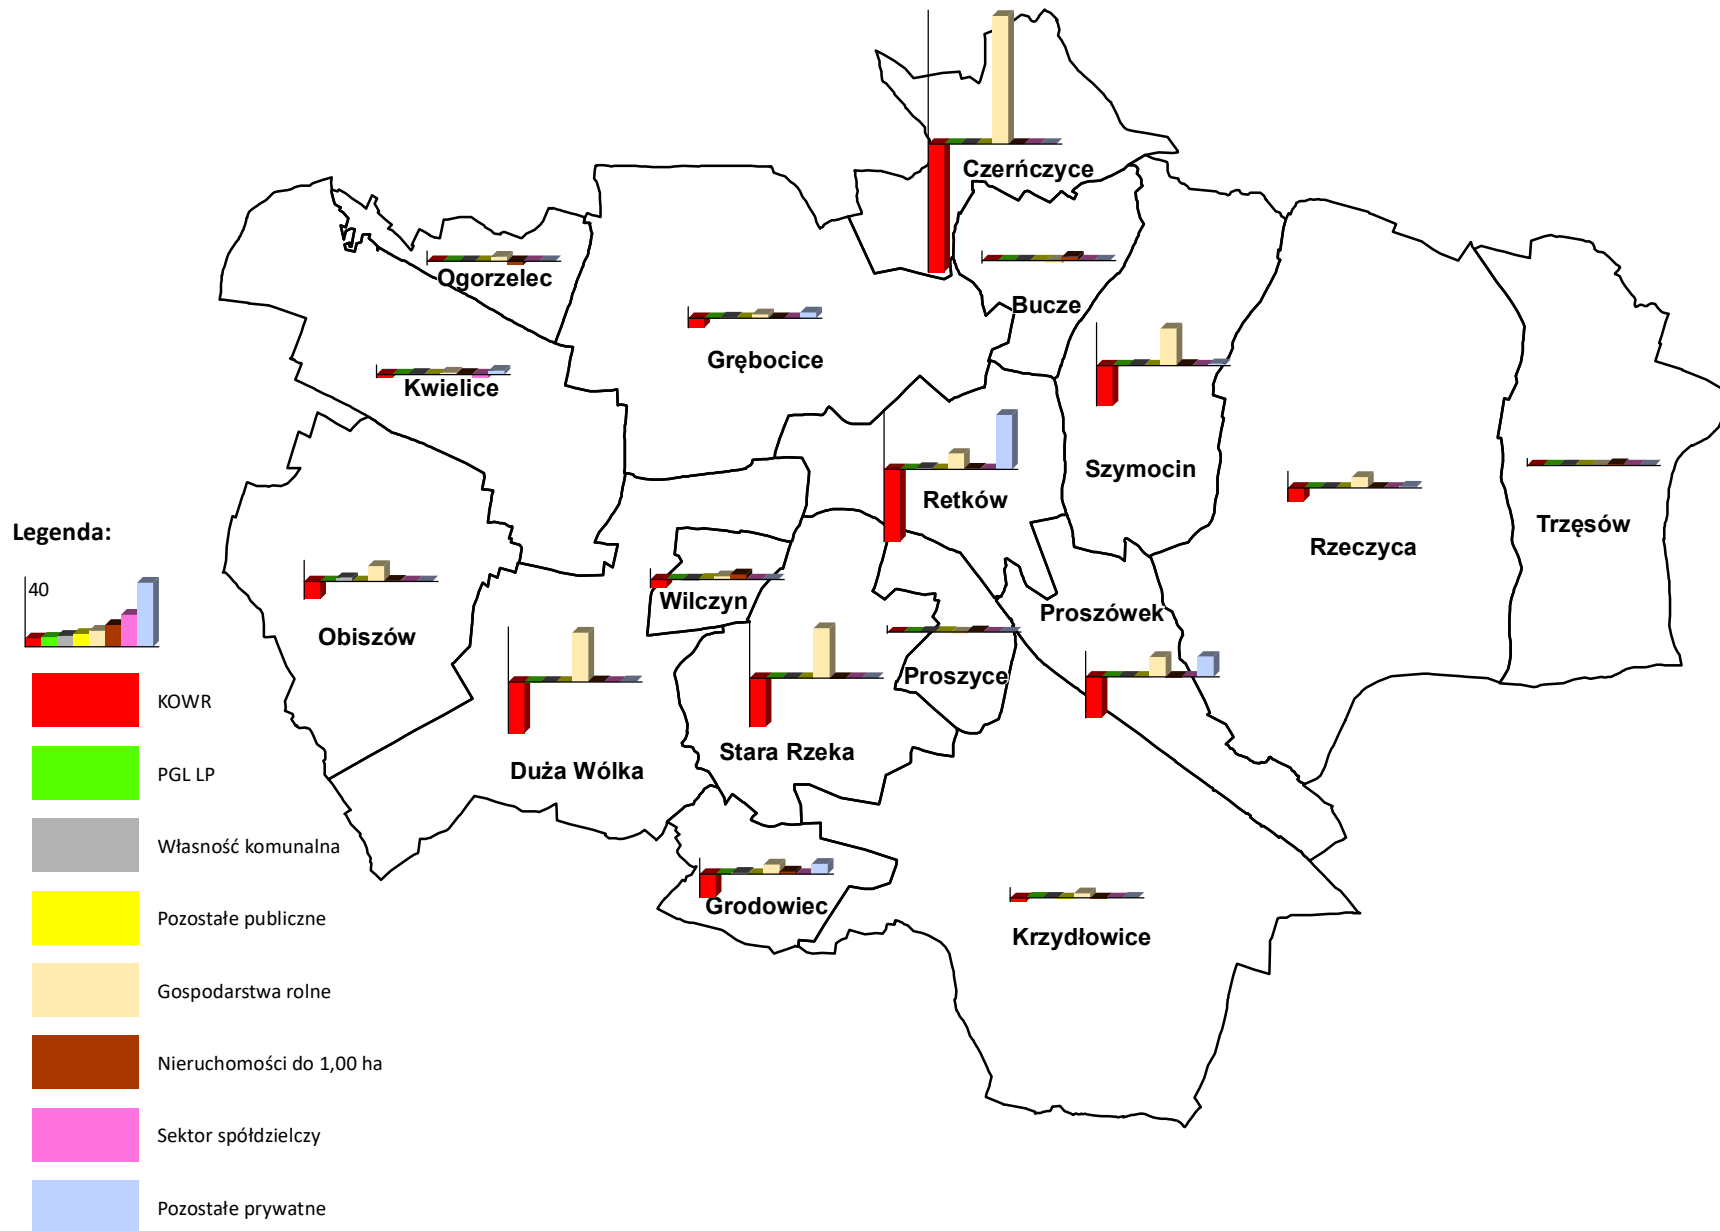 Czerńczyce
Ogorzelec
Bucze
Grębocice
Kwielice
Szymocin
Retków
Trzęsów
Rzeczyca
Legenda:
40
Wilczyn
Proszówek
Obiszów
Proszyce
KOWR
Stara Rzeka
Duża Wólka
PGL LP
Własność komunalna
Grodowiec
Pozostałe publiczne
Krzydłowice
Gospodarstwa rolne
Nieruchomości do 1,00 ha
Sektor spółdzielczy
Pozostałe prywatne